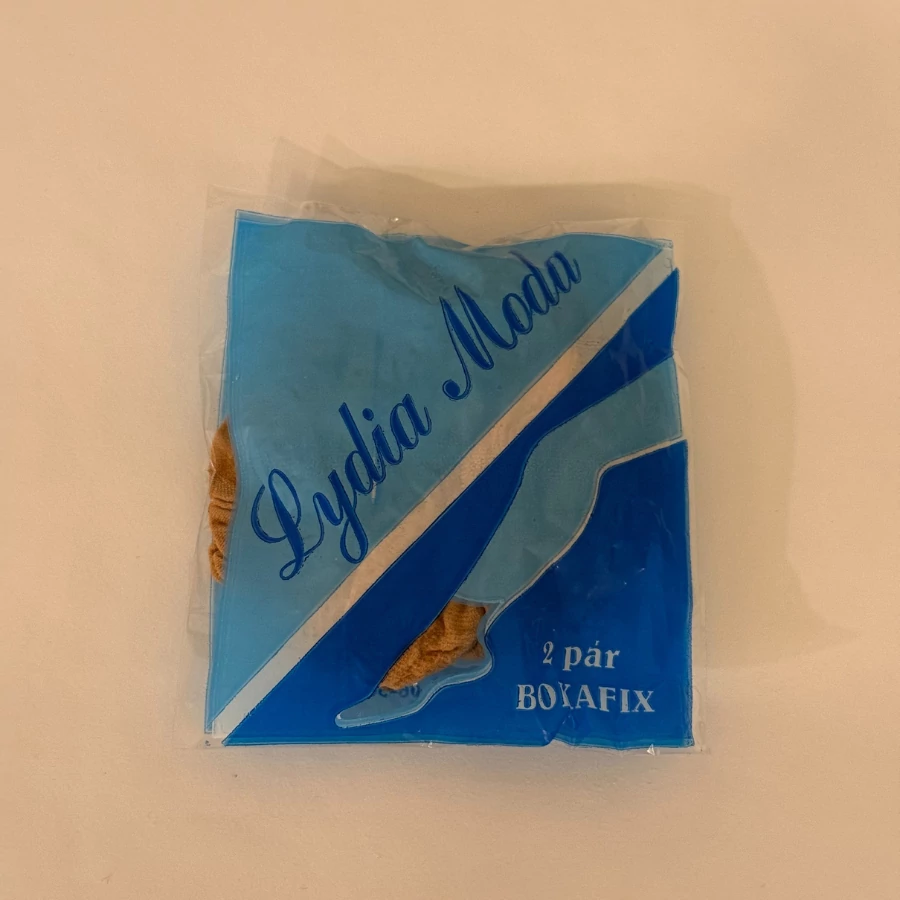 Lydia Moda
2 pár
BOKAFIX